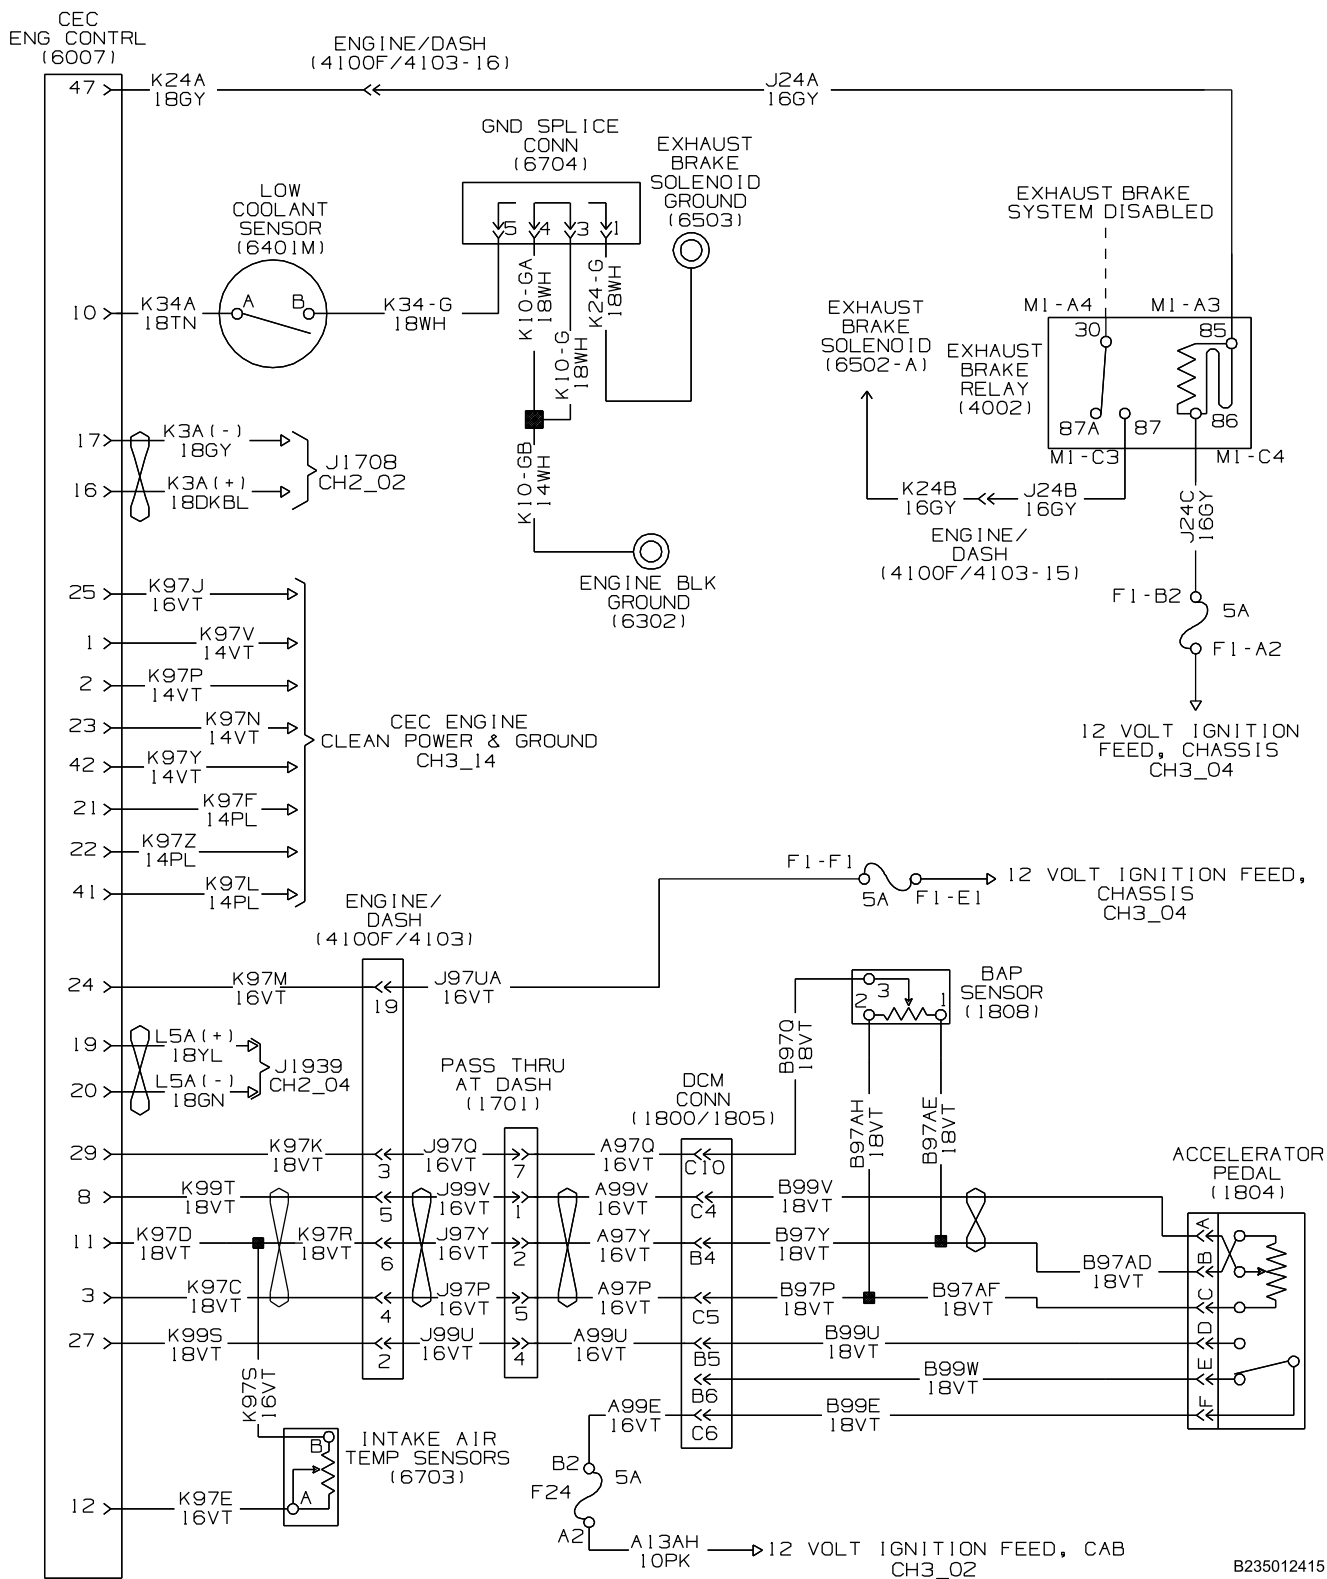 CEC
ENG CONTRL
(6007)
ENGINE/DASH
(4100F/4103-16)
47
K24A
18GY
J24A
16GY
GND SPLICE
CONN
(6704)
5
4
3
1
EXHAUST
BRAKE
SOLENOID
GROUND
(6503)
LOW
COOLANT
SENSOR
(6401M)
EXHAUST BRAKE
SYSTEM DISABLED
10
K34A
18TN
A
B
K34-G
18WH
K10-GA
18WH
K10-G
18WH
K24-G
18WH
K10-GB
14WH
ENGINE BLK
GROUND
(6302)
EXHAUST
BRAKE
SOLENOID
(6502-A)
EXHAUST
BRAKE
RELAY
(4002)
M1-A4
M1-A3
30
85
87A
87
86
M1-C3
M1-C4
K24B
16GY
J24B
16GY
ENGINE/
DASH
(4100F/4103-15)
J24C
16GY
F1-B2
5A
F1-A2
12 VOLT IGNITION
FEED, CHASSIS
CH3_04
17
K3A(-)
18GY
16
K3A(+)
18DKBL
J1708
CH2_02
25
K97J
16VT
1
K97V
14VT
2
K97P
14VT
23
K97N
14VT
42
K97Y
14VT
21
K97F
14PL
22
K97Z
14PL
41
K97L
14PL
CEC ENGINE
CLEAN POWER & GROUND
CH3_14
F1-F1
5A
F1-E1
12 VOLT IGNITION FEED,
CHASSIS
CH3_04
ENGINE/
DASH
(4100F/4103)
24
K97M
16VT
19
J97UA
16VT
19
L5A(+)
18YL
20
L5A(-)
18GN
J1939
CH2_04
PASS THRU
AT DASH
(1701)
DCM
CONN
(1800/1805)
BAP
SENSOR
(1808)
3
2
1
B97Q
18VT
B97AH
18VT
B97AE
18VT
29
K97K
18VT
3
J97Q
16VT
7
A97Q
16VT
C10
8
K99T
18VT
5
J99V
16VT
1
A99V
16VT
C4
B99V
18VT
11
K97D
18VT
K97R
18VT
6
J97Y
16VT
2
A97Y
16VT
B4
B97Y
18VT
B97AD
18VT
3
K97C
18VT
4
J97P
16VT
5
A97P
16VT
C5
B97P
18VT
B97AF
18VT
27
K99S
18VT
2
J99U
16VT
4
A99U
16VT
B5
B99U
18VT
B6
B99W
18VT
A99E
16VT
C6
B99E
18VT
ACCELERATOR
PEDAL
(1804)
A
B
C
D
E
F
K97S
16VT
B
A
INTAKE AIR
TEMP SENSORS
(6703)
12
K97E
16VT
B2
5A
F24
A2
A13AH
10PK
12 VOLT IGNITION FEED, CAB
CH3_02
B235012415